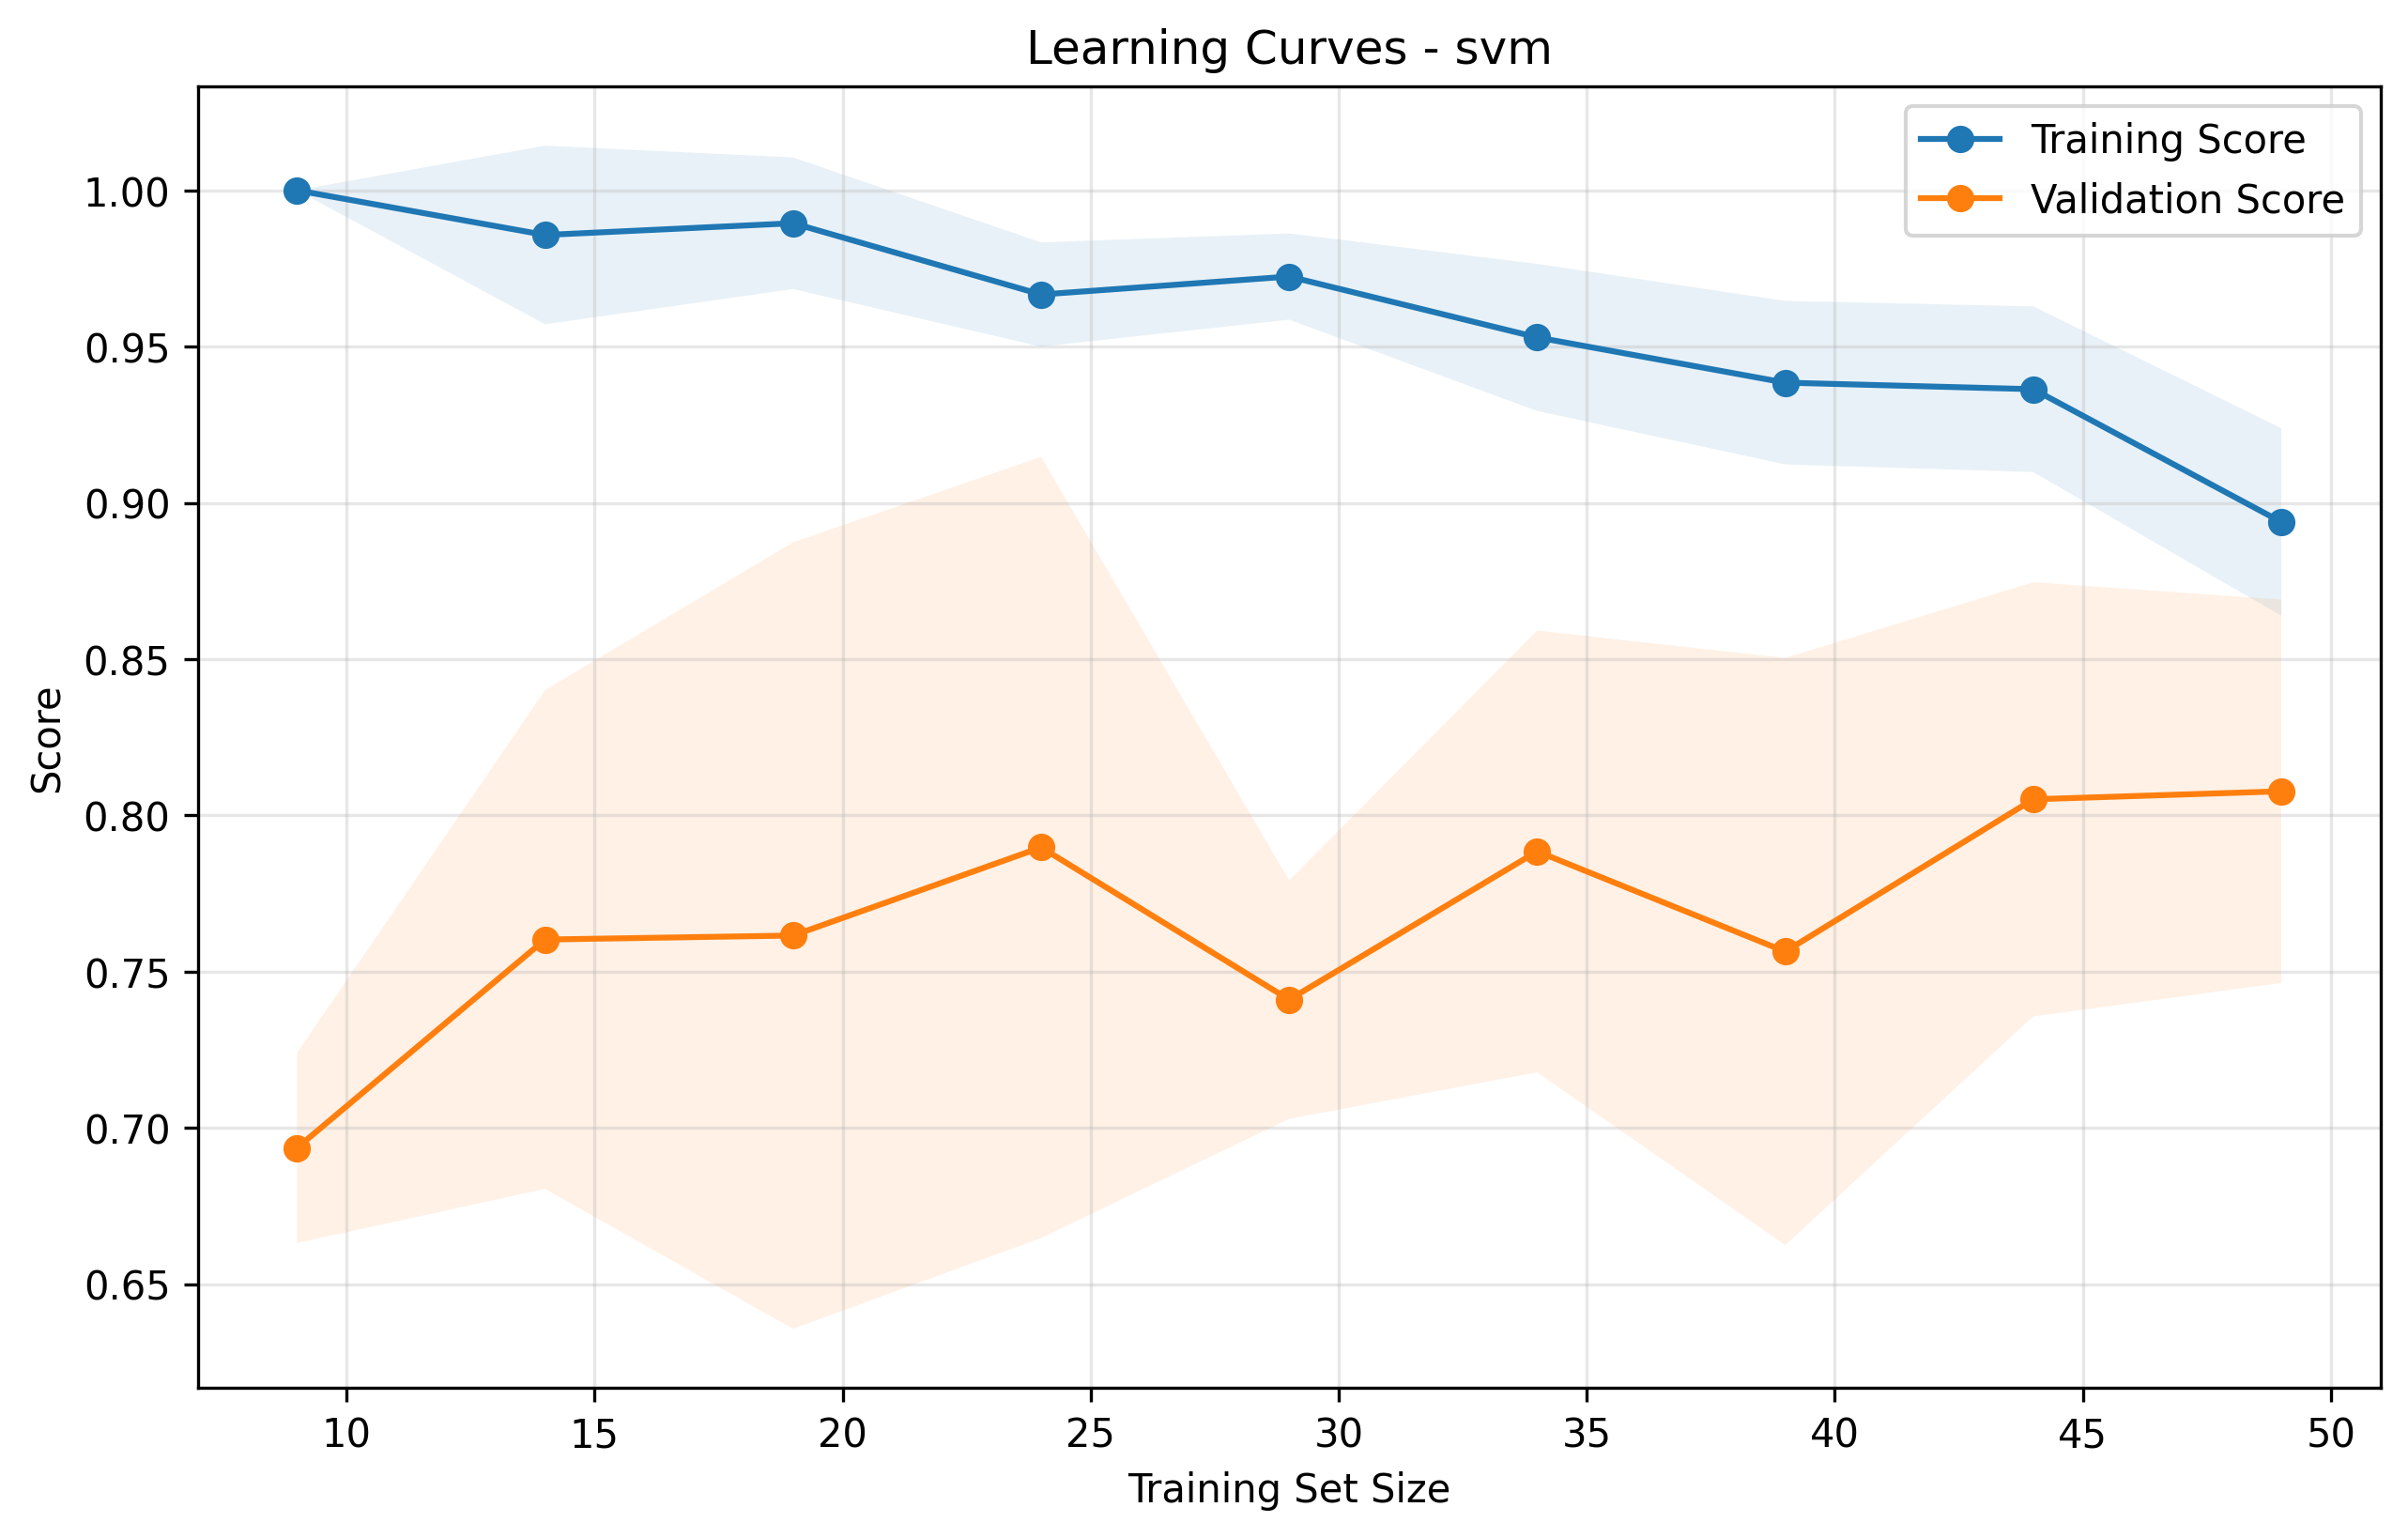 Learning Curves - svm
Training Score
Validation Score
1.00
0.95
0.90
0.85
0.80
0.75
0.70
0.65
Score
10 15 20 25 30 35 40 45 50
Training Set Size